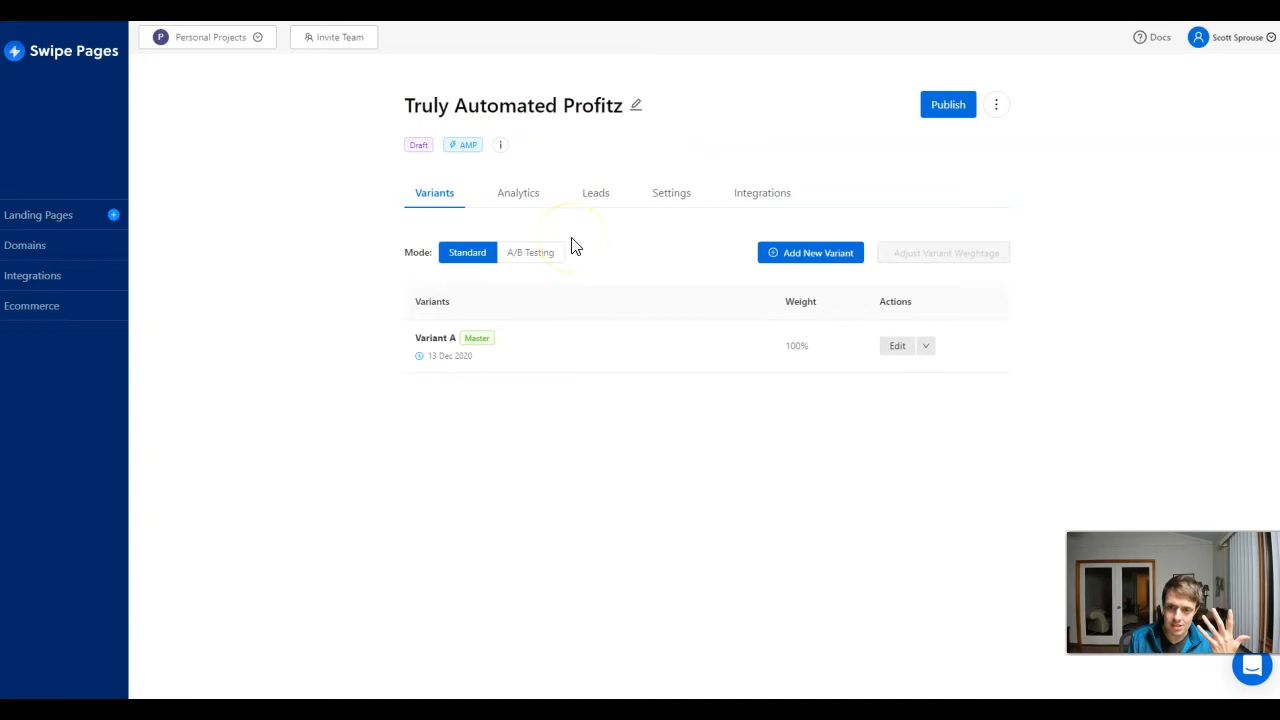 Swipe Pages
P Personal Projects
Invite Team
Docs
Scott Sprouse
Truly Automated Profitz
Publish
Draft
AMP
i
Variants
Analytics
Leads
Settings
Integrations
Landing Pages
Domains
Integrations
Ecommerce
Mode:
Standard
A/B Testing
Add New Variant
Adjust Variant Weightage
Variants
Weight
Actions
Variant A
Master
13 Dec 2020
100%
Edit